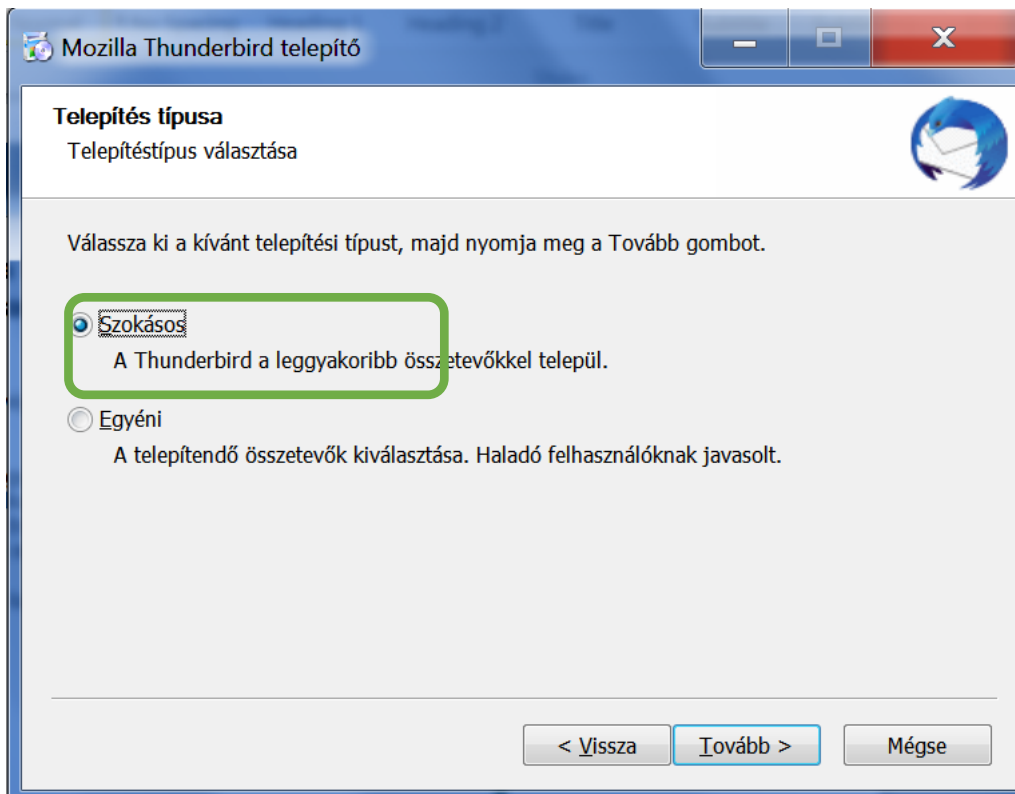 Mozilla Thunderbird telepítő
Telepítés típusa
Telepítéstípus választása
Válassza ki a kívánt telepítési típust, majd nyomja meg a Tovább gombot.
Szokásos
A Thunderbird a leggyakoribb összetevőkkel települ.
Egyéni
A telepítendő összetevők kiválasztása. Haladó felhasználóknak javasolt.
< Vissza
Tovább >
Mégse